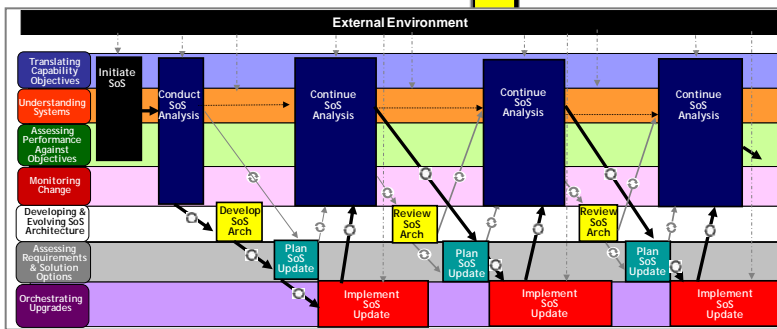 External Environment
Translating
Capability
Objectives
Understanding
Systems
Assessing
Performance
Against
Objectives
Monitoring
Change
Developing &
Evolving SoS
Architecture
Assessing
Requirements
& Solution
Options
Orchestrating
Upgrades
Initiate
SoS
Conduct
SoS
Analysis
Develop
SoS
Arch
Plan
SoS
Update
Implement
SoS
Update
Continue
SoS
Analysis
Review
SoS
Arch
Plan
SoS
Update
Implement
SoS
Update
Continue
SoS
Analysis
Review
SoS
Arch
Plan
SoS
Update
Implement
SoS
Update
Continue
SoS
Analysis